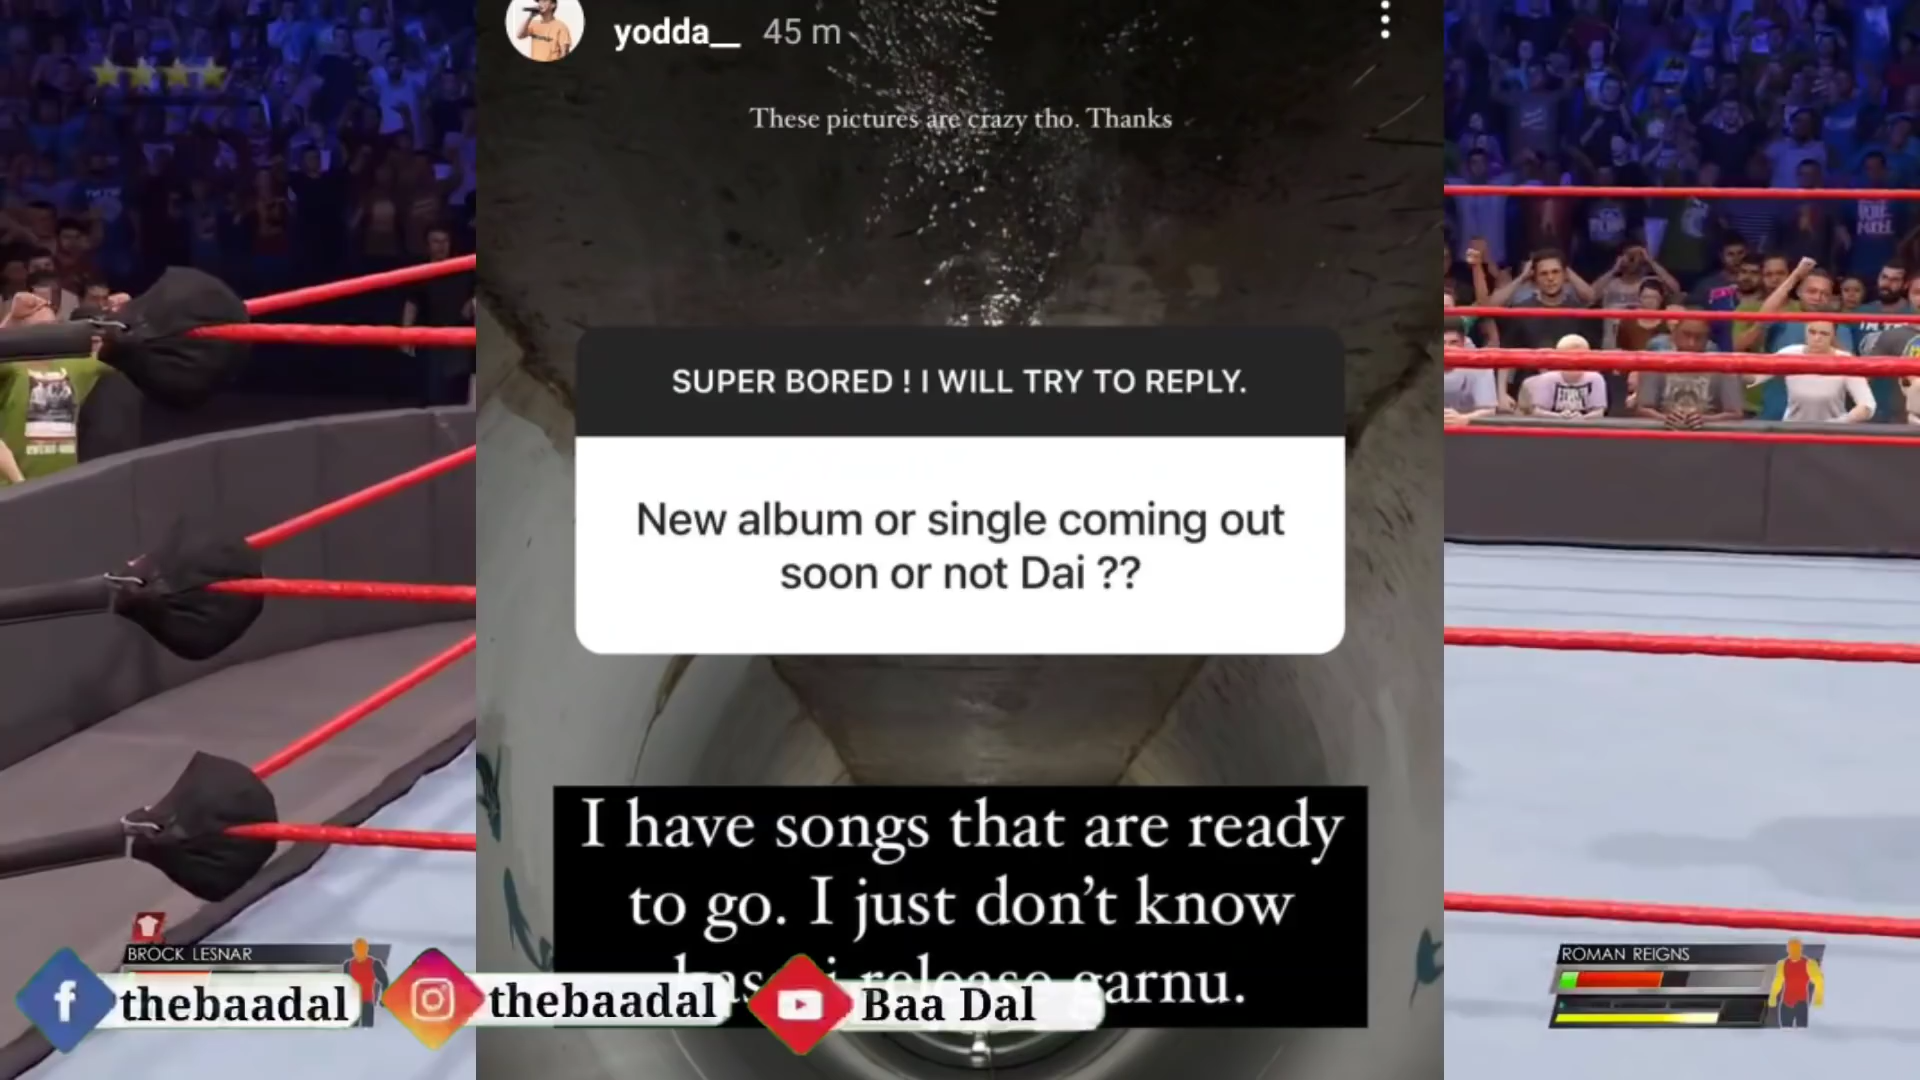 yodda__ 45 m
These pictures are crazy tho. Thanks
SUPER BORED ! I WILL TRY TO REPLY.
New album or single coming out
soon or not Dai ??
I have songs that are ready
to go. I just don't know
release garnu.
BROCK LESNAR
ROMAN REIGNS
thebaadal
thebaadal
Baa Dal